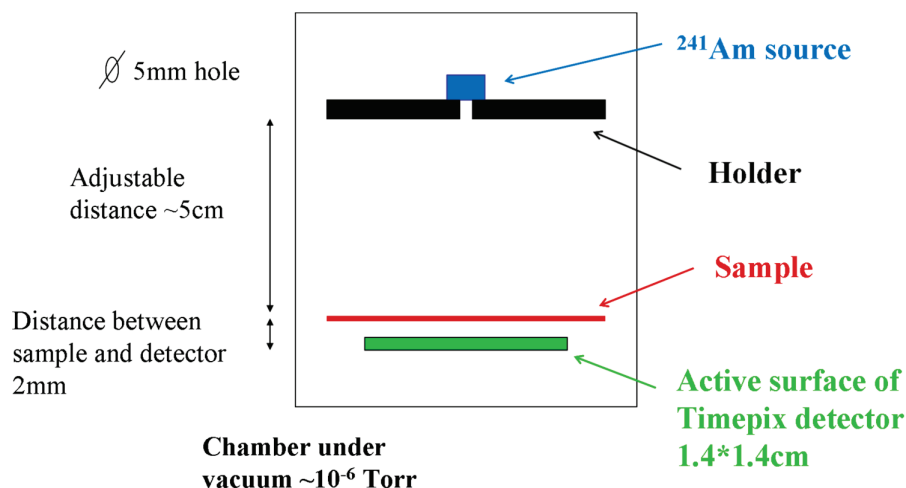 ²⁴¹Am source
∅ 5mm hole
Holder
Adjustable
distance ~5cm
Sample
Distance between
sample and detector
2mm
Active surface of
Timepix detector
1.4*1.4cm
Chamber under
vacuum ~10⁻⁶ Torr